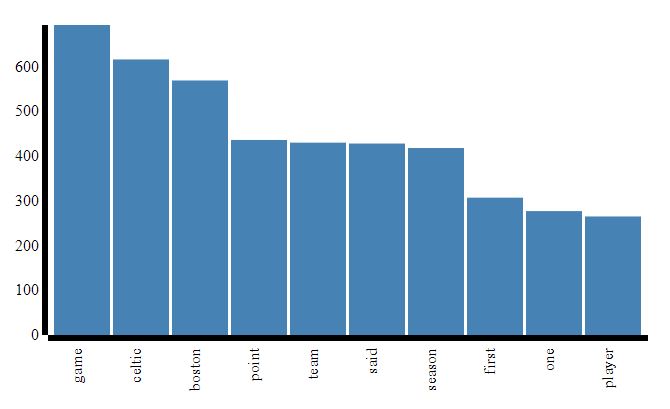 600
500
400
300
200
100
0
game
celtic
boston
point
team
said
season
first
one
player